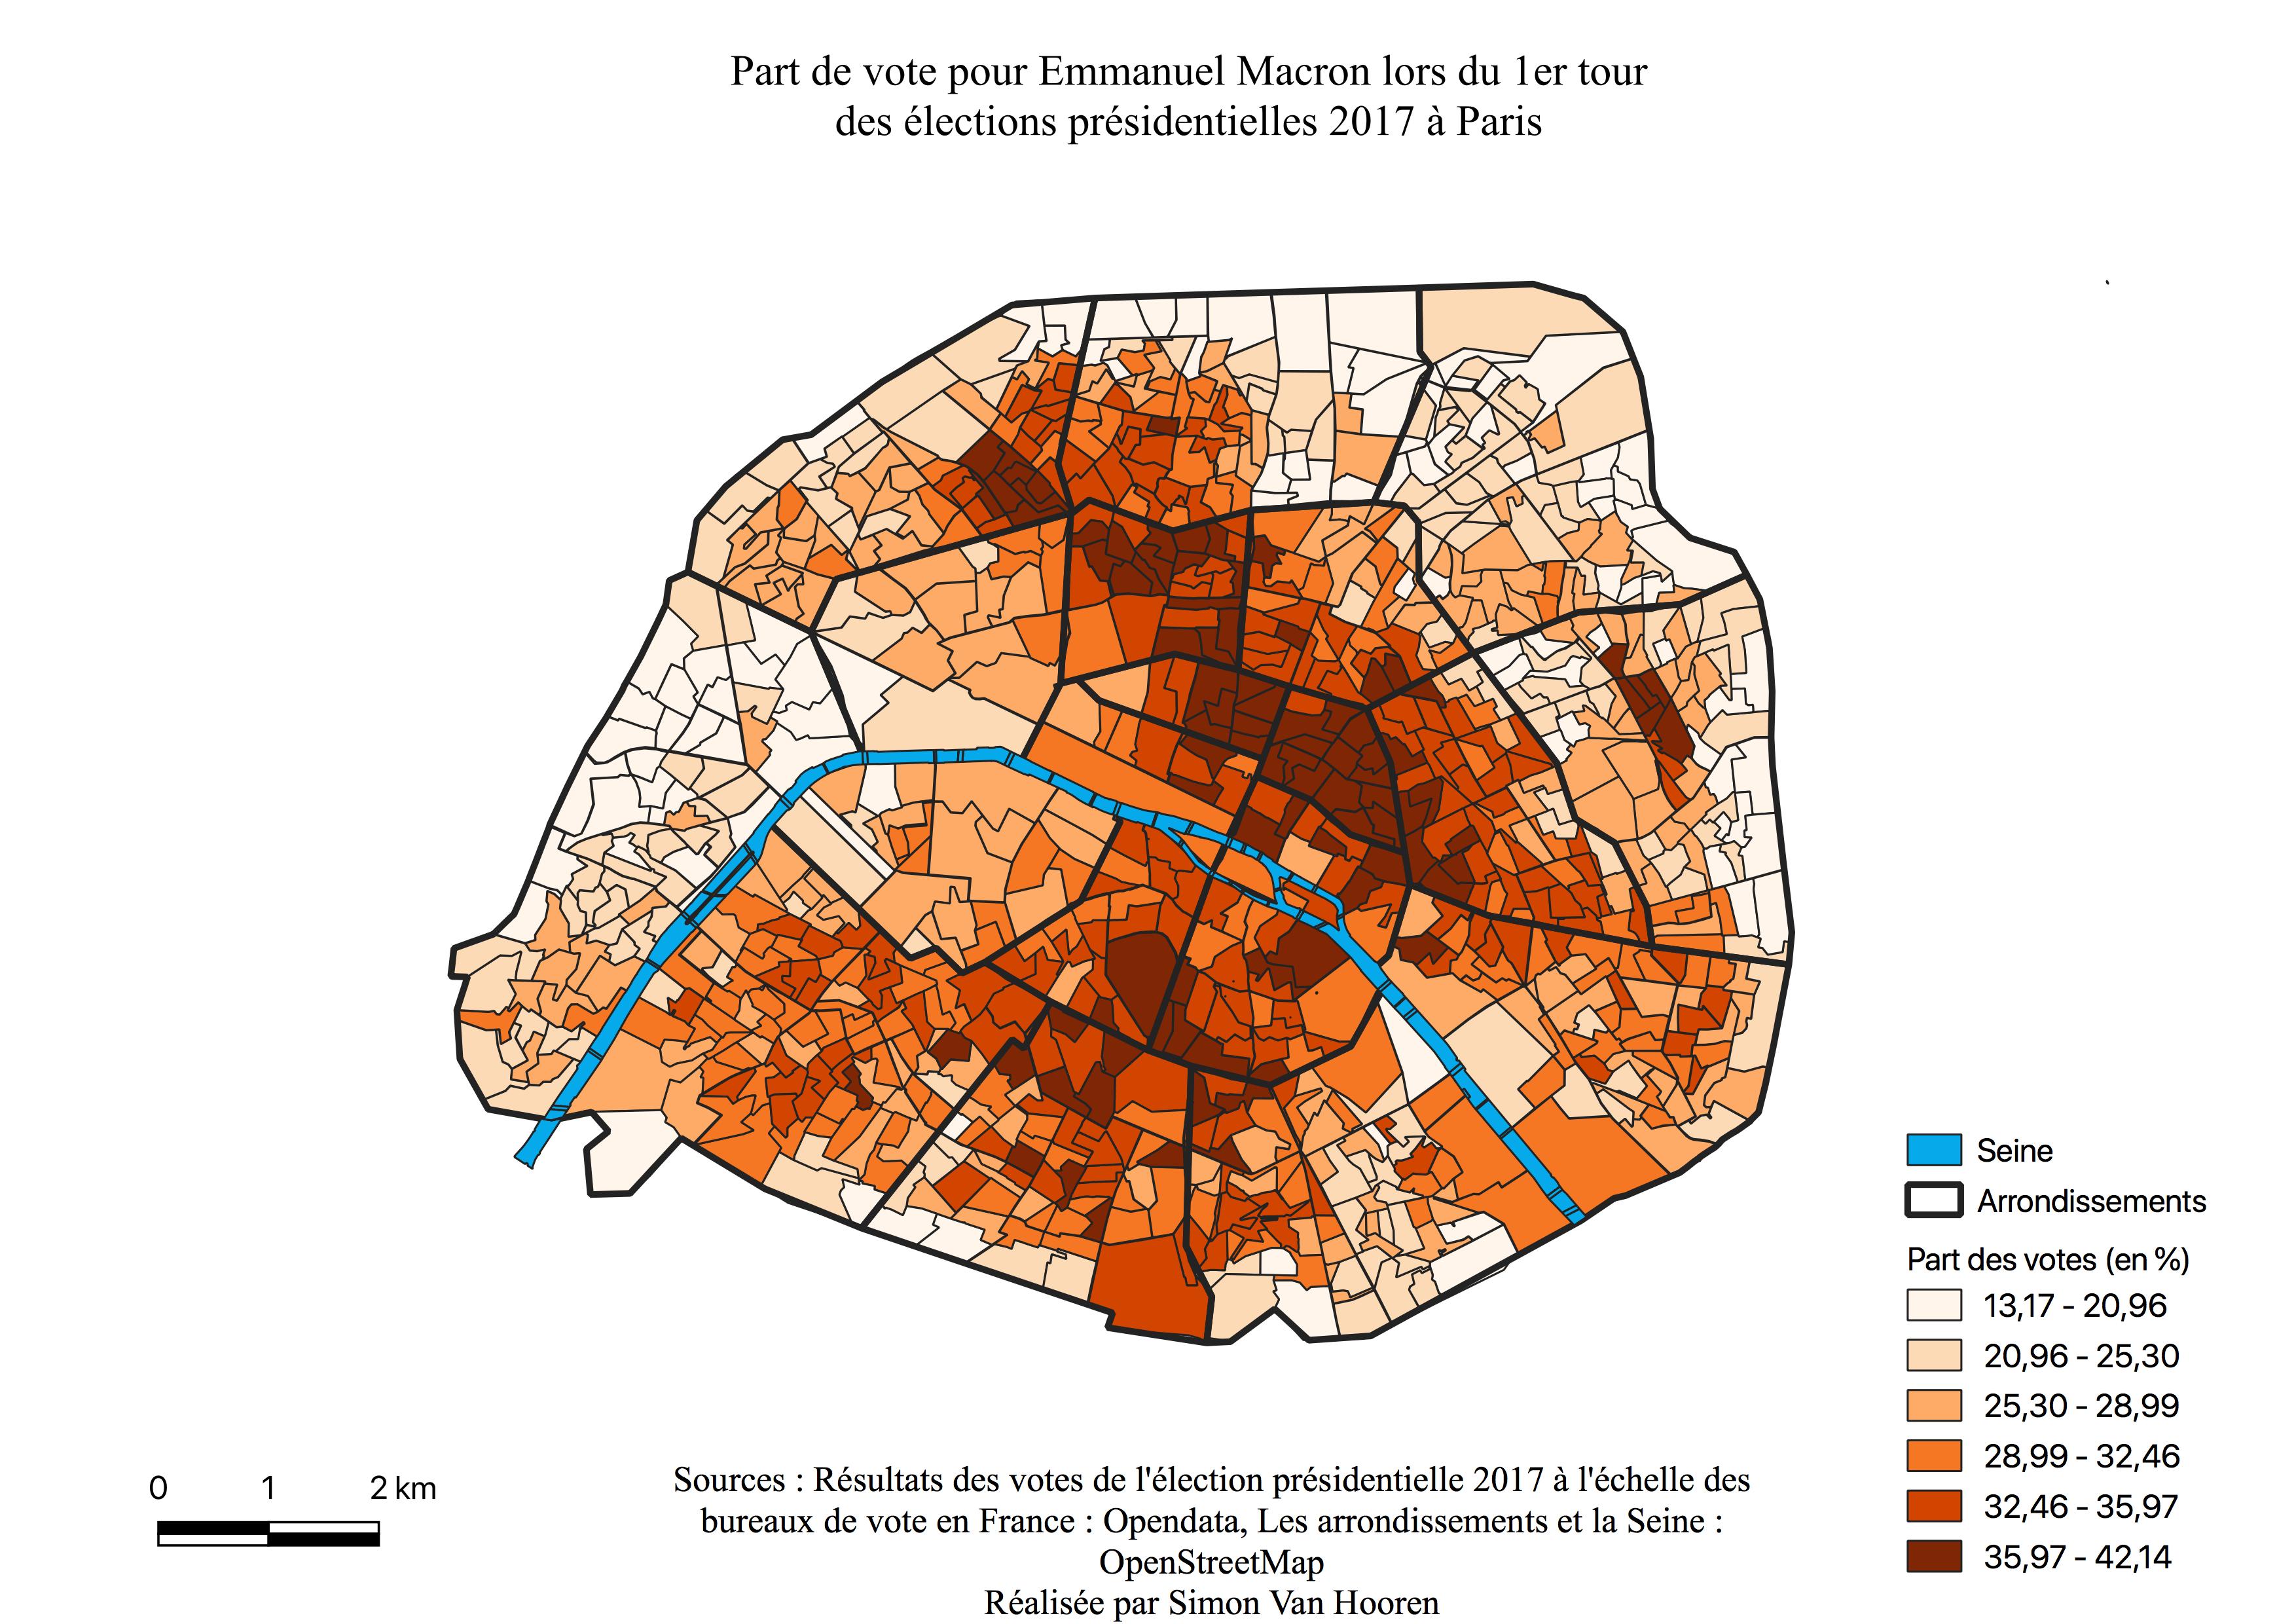 Part de vote pour Emmanuel Macron lors du 1er tour
des élections présidentielles 2017 à Paris
Seine
Arrondissements
Part des votes (en %)
13,17 - 20,96
20,96 - 25,30
25,30 - 28,99
28,99 - 32,46
32,46 - 35,97
35,97 - 42,14
0 1 2 km
Sources : Résultats des votes de l'élection présidentielle 2017 à l'échelle des
bureaux de vote en France : Opendata, Les arrondissements et la Seine :
OpenStreetMap
Réalisée par Simon Van Hooren